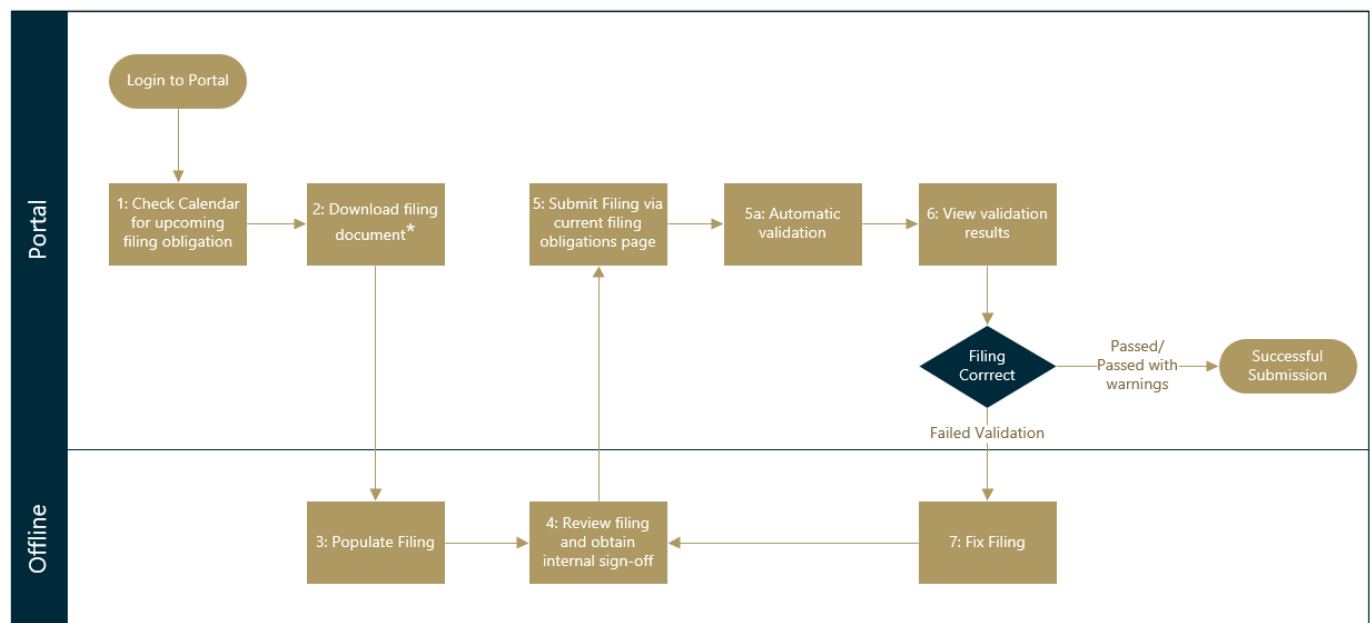 Portal
Login to Portal
1: Check Calendar
for upcoming
filing obligation
2: Download filing
document*
5: Submit Filing via
current filing
obligations page
5a: Automatic
validation
6: View validation
results
Filing
Corrrect
Passed/
Passed with
warnings
Successful
Submission
Failed Validation
Offline
3: Populate Filing
4: Review filing
and obtain
internal sign-off
7: Fix Filing